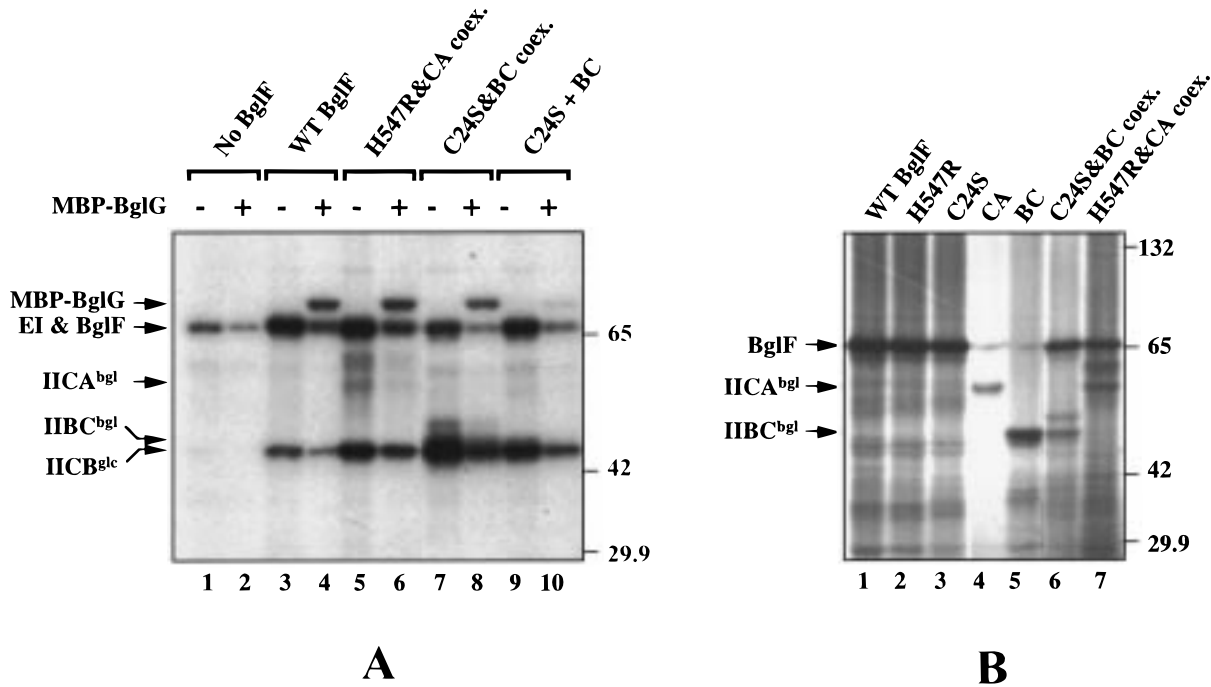 No BglF
WT BglF
H547R&CA coex.
C24S&BC coex.
C24S + BC
MBP-BglG - + - + - + - + - +
MBP-BglG
EI & BglF
IICAbgl
IIBCbgl
IICBglc
65
42
29.9
1 2 3 4 5 6 7 8 9 10
A
WT BglF
H547R
C24S
CA
BC
C24S&BC coex.
H547R&CA coex.
BglF
IICAbgl
IIBCbgl
132
65
42
29.9
1 2 3 4 5 6 7
B